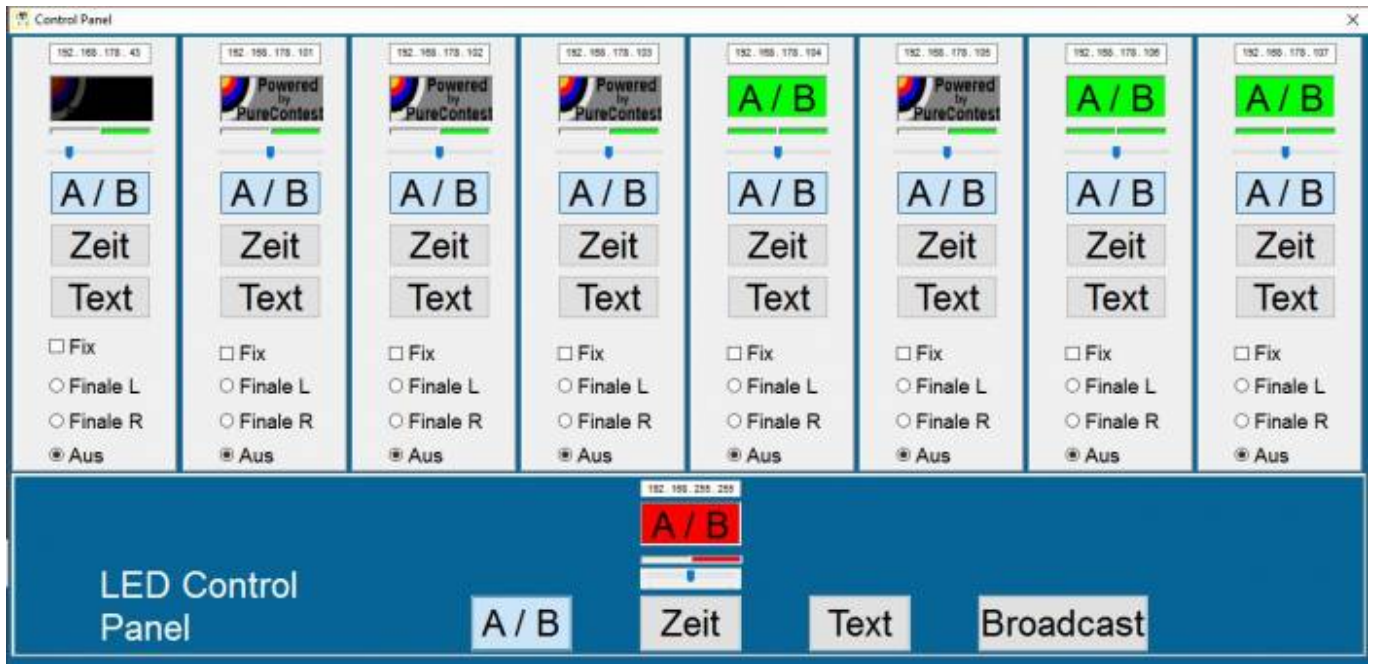 Control Panel
192 . 168 . 178 . 43
192 . 168 . 178 . 101
192 . 168 . 178 . 102
192 . 168 . 178 . 103
192 . 168 . 178 . 104
192 . 168 . 178 . 105
192 . 168 . 178 . 106
192 . 168 . 178 . 107
Powered
by
PureContest
Powered
by
PureContest
Powered
by
PureContest
A / B
Powered
by
PureContest
A / B
A / B
A / B A / B A / B A / B A / B A / B A / B A / B
Zeit Zeit Zeit Zeit Zeit Zeit Zeit Zeit
Text Text Text Text Text Text Text Text
Fix Fix Fix Fix Fix Fix Fix Fix
Finale L Finale L Finale L Finale L Finale L Finale L Finale L Finale L
Finale R Finale R Finale R Finale R Finale R Finale R Finale R Finale R
Aus Aus Aus Aus Aus Aus Aus Aus
192 . 168 . 255 . 255
A / B
LED Control
Panel
A / B Zeit Text Broadcast